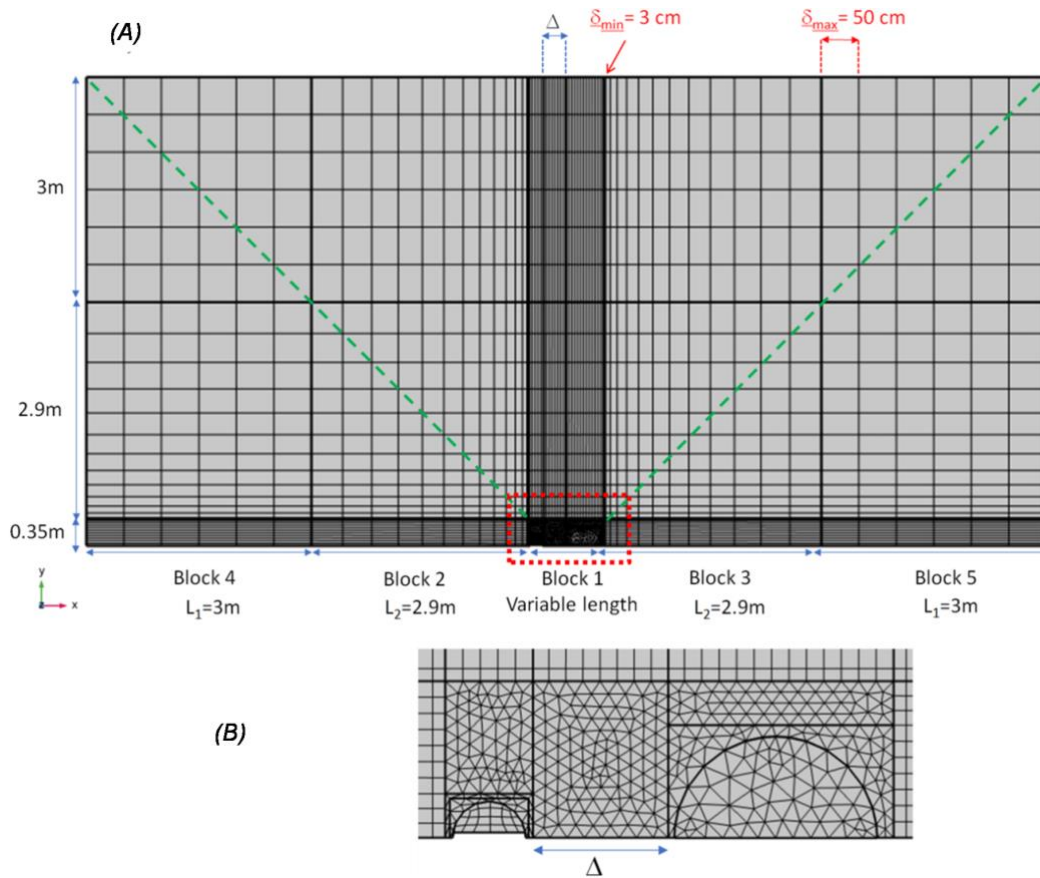 (A)
δmin= 3 cm
δmax= 50 cm
Δ
3m
2.9m
0.35m
y
z x
Block 4
Block 2
Block 1
Block 3
Block 5
L1=3m
L2=2.9m
Variable length
L2=2.9m
L1=3m
(B)
Δ